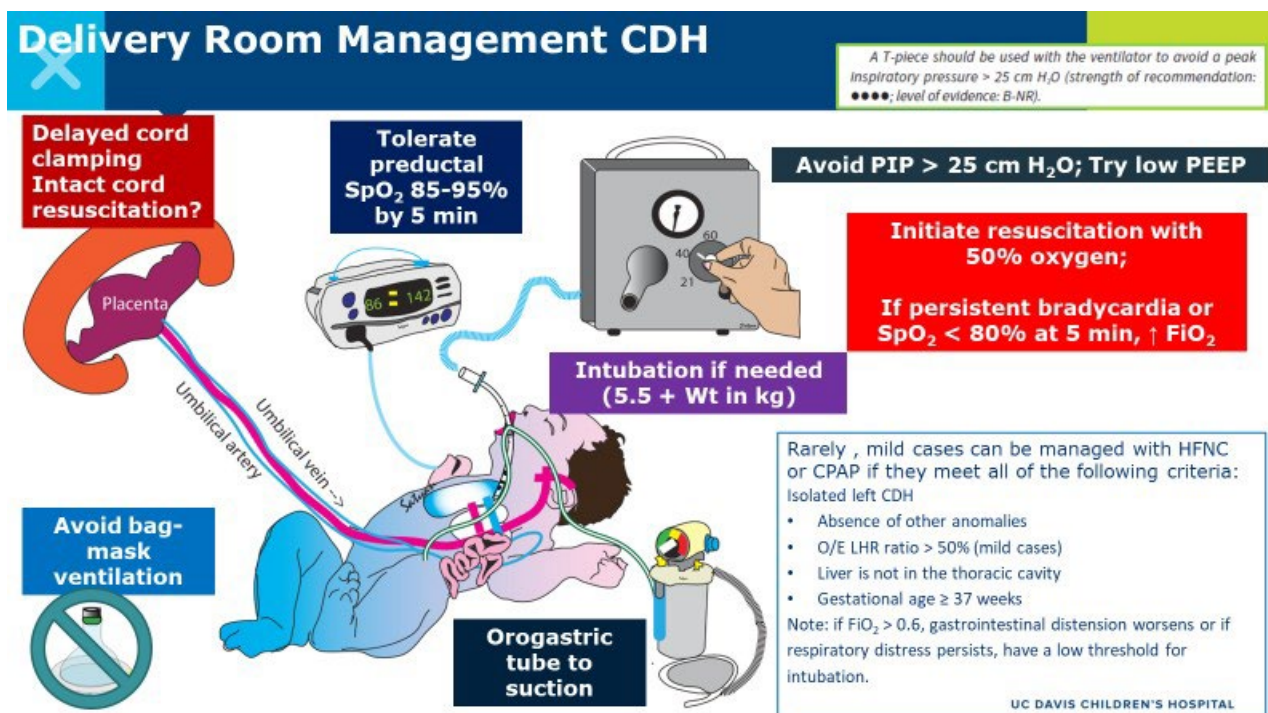 Delivery Room Management CDH
A T-piece should be used with the ventilator to avoid a peak
inspiratory pressure > 25 cm H₂O (strength of recommendation:
●●●●; level of evidence: B-NR).
Delayed cord
clamping
Intact cord
resuscitation?
Tolerate
preductal
SpO₂ 85-95%
by 5 min
Avoid PIP > 25 cm H₂O; Try low PEEP
Initiate resuscitation with
50% oxygen;
If persistent bradycardia or
SpO₂ < 80% at 5 min, ↑ FiO₂
60
40
21
86 142
Placenta
Intubation if needed
(5.5 + Wt in kg)
Umbilical vein -->
Umbilical artery
Avoid bag-
mask
ventilation
Orogastric
tube to
suction
Rarely , mild cases can be managed with HFNC
or CPAP if they meet all of the following criteria:
Isolated left CDH
• Absence of other anomalies
• O/E LHR ratio > 50% (mild cases)
• Liver is not in the thoracic cavity
• Gestational age ≥ 37 weeks
Note: if FiO₂ > 0.6, gastrointestinal distension worsens or if
respiratory distress persists, have a low threshold for
intubation.
UC DAVIS CHILDREN'S HOSPITAL